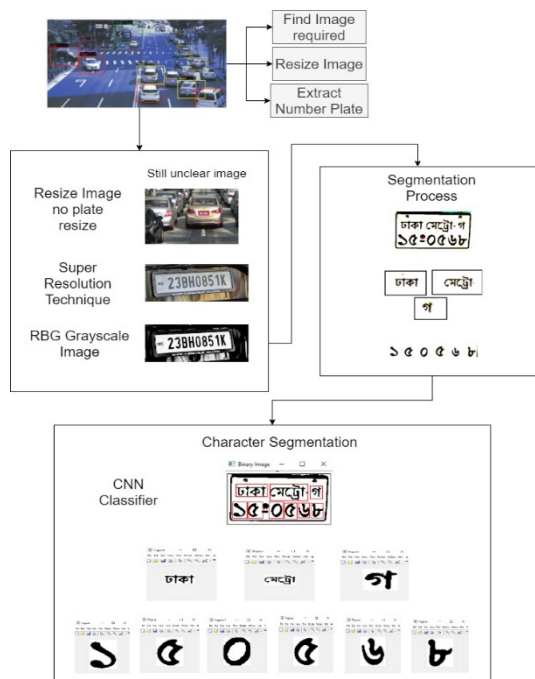 Find Image
required
Resize Image
Extract
Number Plate
Still unclear image
Resize Image
no plate
resize
Super
Resolution
Technique
23BH0851K
RBG Grayscale
Image
23BH0851K
Segmentation
Process
ঢাকা মেট্রো-গ
১৫-০৫৬৮
ঢাকা
মেট্রো
গ
১ ৫ ০ ৫ ৬ ৮
Character Segmentation
CNN
Classifier
Binary Image
ঢাকা মেট্রো-গ
১৫-০৫৬৮
ঢাকা
মেট্রো
গ
১
৫
০
৫
৬
৮